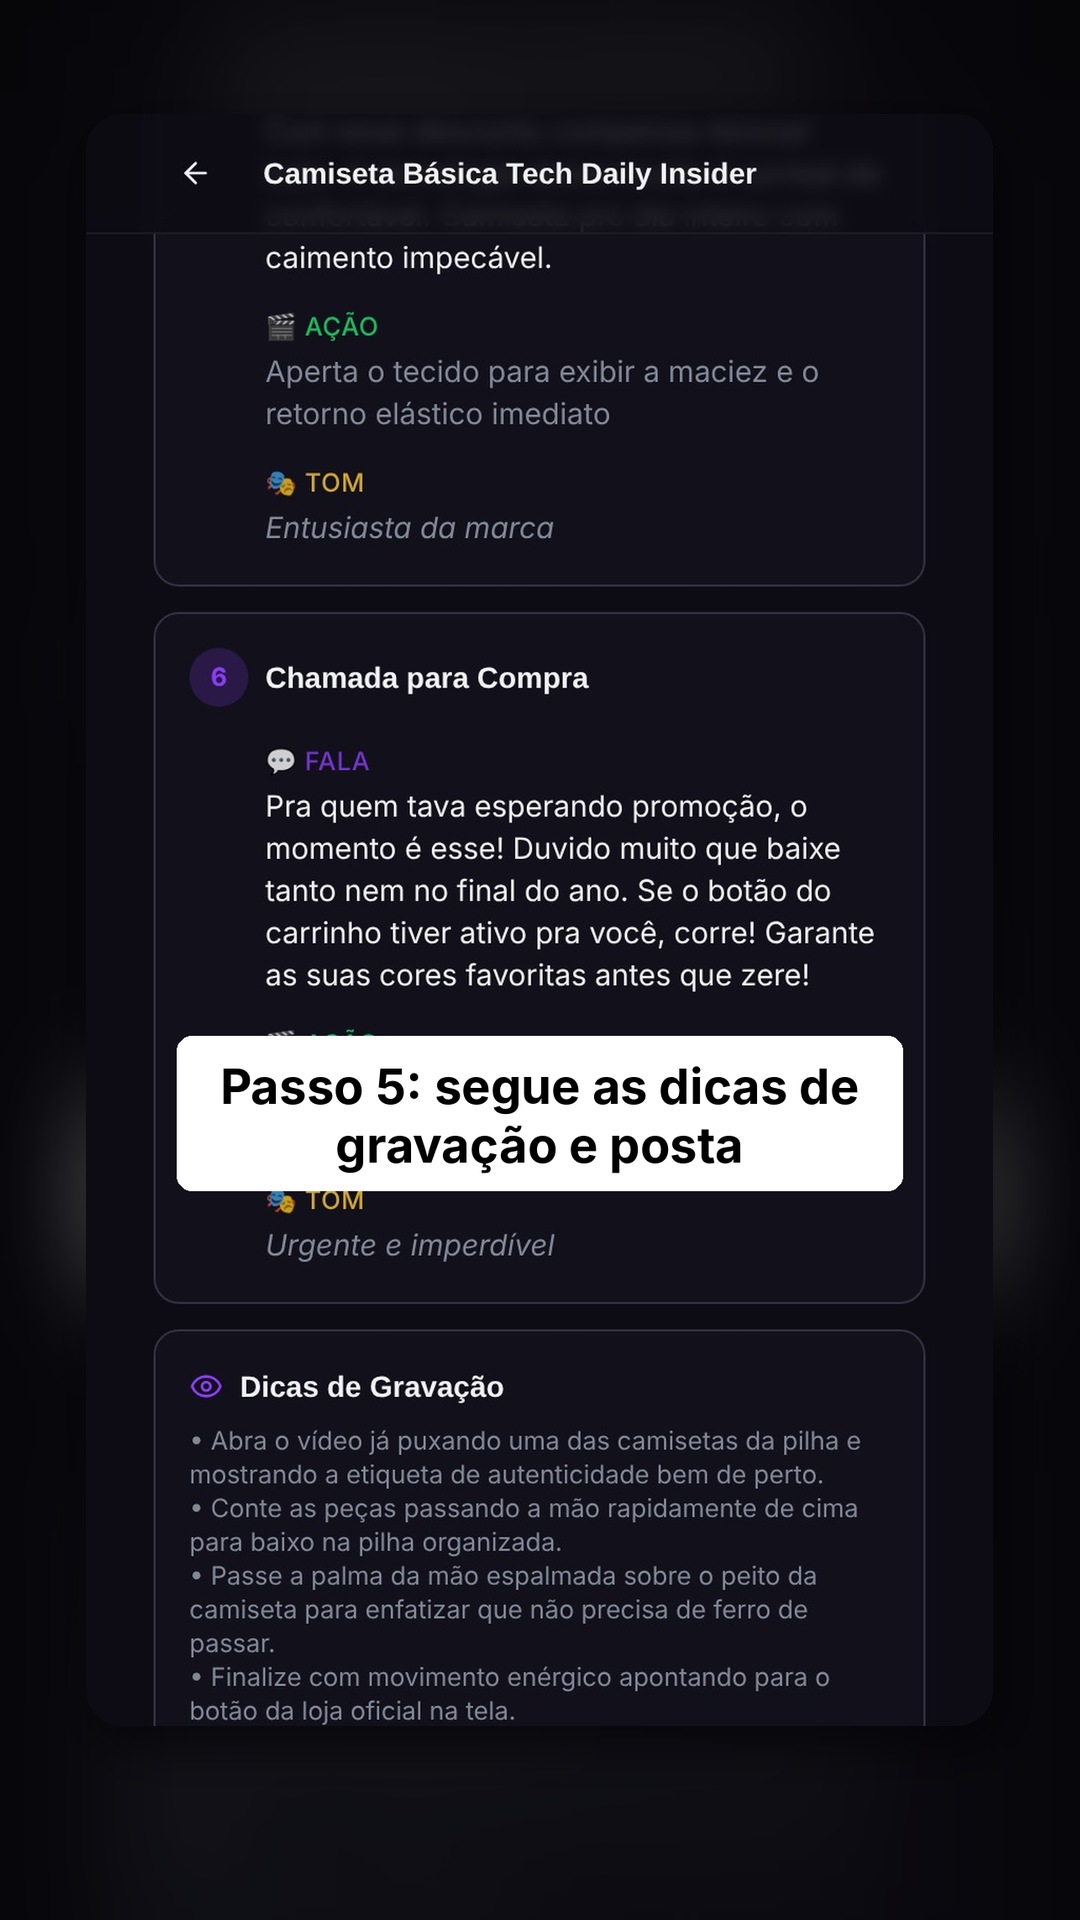 Camiseta Básica Tech Daily Insider
caimento impecável.
🎬 AÇÃO
Aperta o tecido para exibir a maciez e o
retorno elástico imediato
🎭 TOM
Entusiasta da marca
6 Chamada para Compra
💬 FALA
Pra quem tava esperando promoção, o
momento é esse! Duvido muito que baixe
tanto nem no final do ano. Se o botão do
carrinho tiver ativo pra você, corre! Garante
as suas cores favoritas antes que zere!
Passo 5: segue as dicas de
gravação e posta
🎭 TOM
Urgente e imperdível
Dicas de Gravação
• Abra o vídeo já puxando uma das camisetas da pilha e
mostrando a etiqueta de autenticidade bem de perto.
• Conte as peças passando a mão rapidamente de cima
para baixo na pilha organizada.
• Passe a palma da mão espalmada sobre o peito da
camiseta para enfatizar que não precisa de ferro de
passar.
• Finalize com movimento enérgico apontando para o
botão da loja oficial na tela.